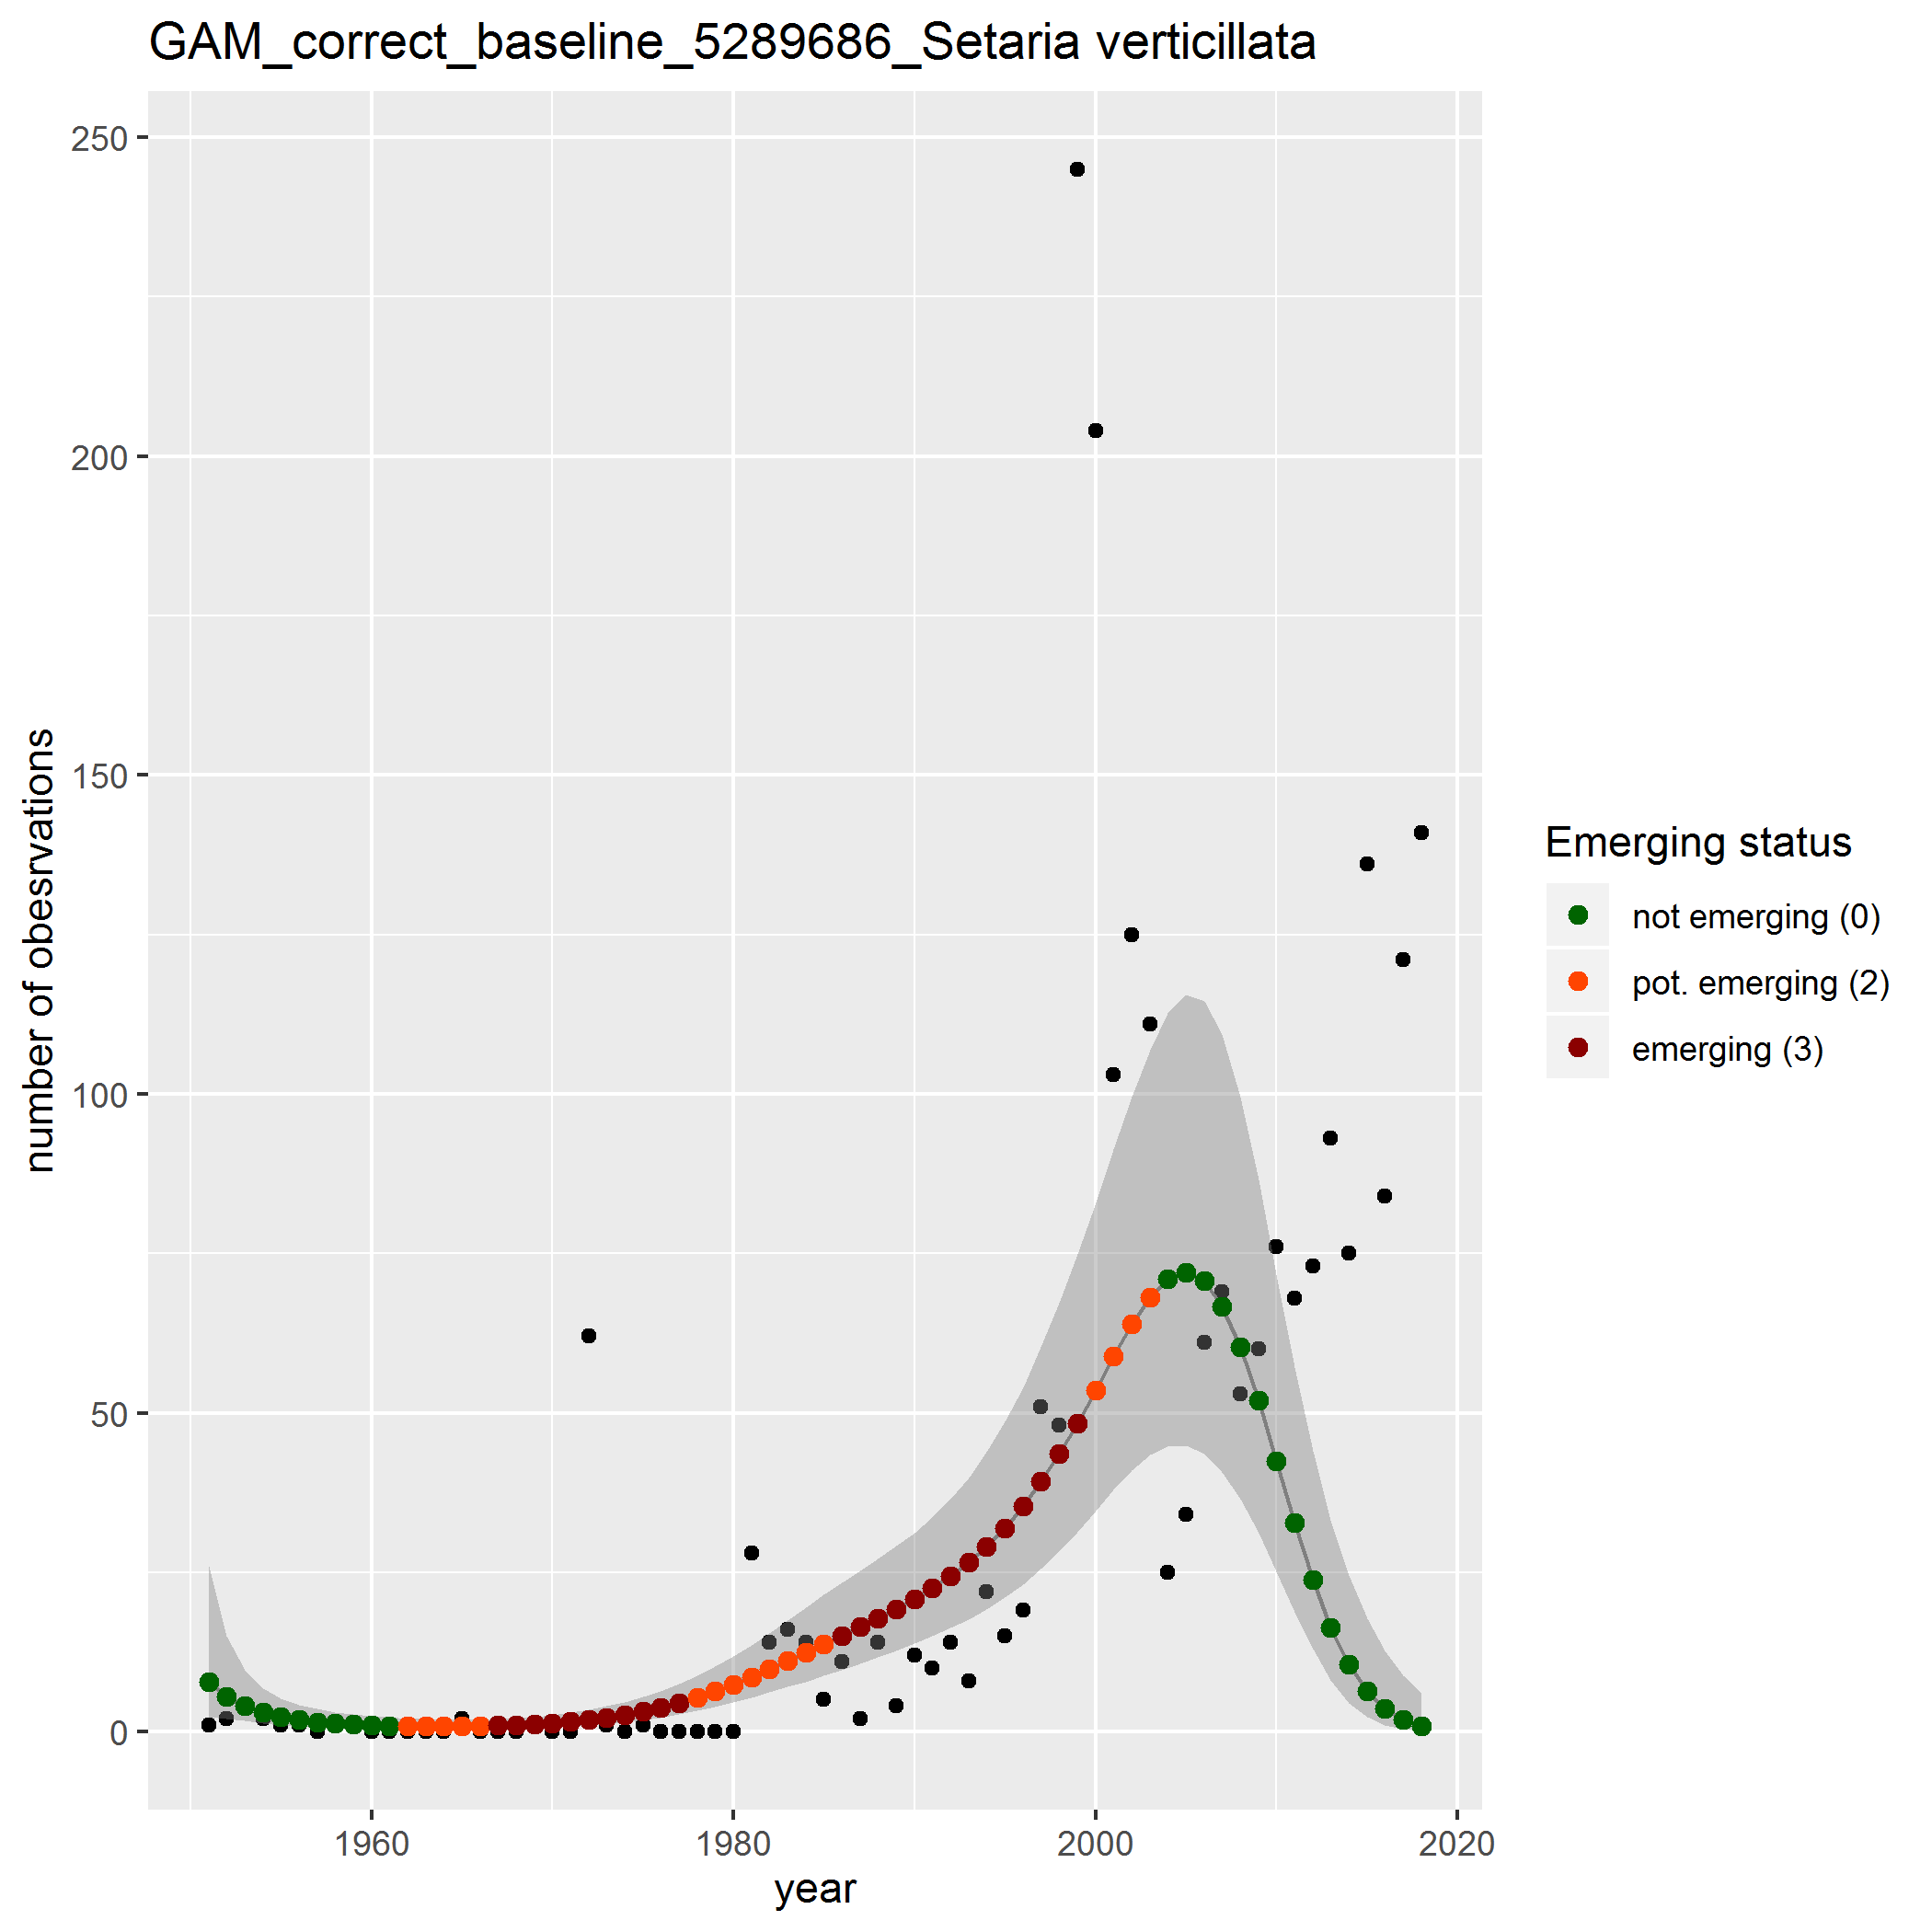 GAM_correct_baseline_5289686_Setaria verticillata
250
200
150
100
50
0
number of obesrvations
1960
1980
2000
2020
year
Emerging status
not emerging (0)
pot. emerging (2)
emerging (3)